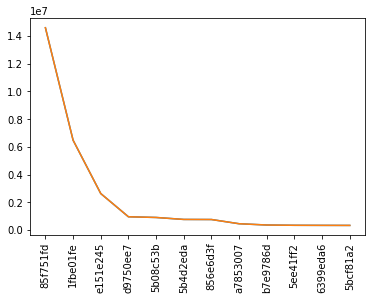 1e7
1.4
1.2
1.0
0.8
0.6
0.4
0.2
0.0
85f751fd
1fbe01fe
e151e245
d9750ee7
5b08c53b
5b4d2eda
856e6d3f
a7853007
b7e9786d
5ee41ff2
6399eda6
5bcf81a2